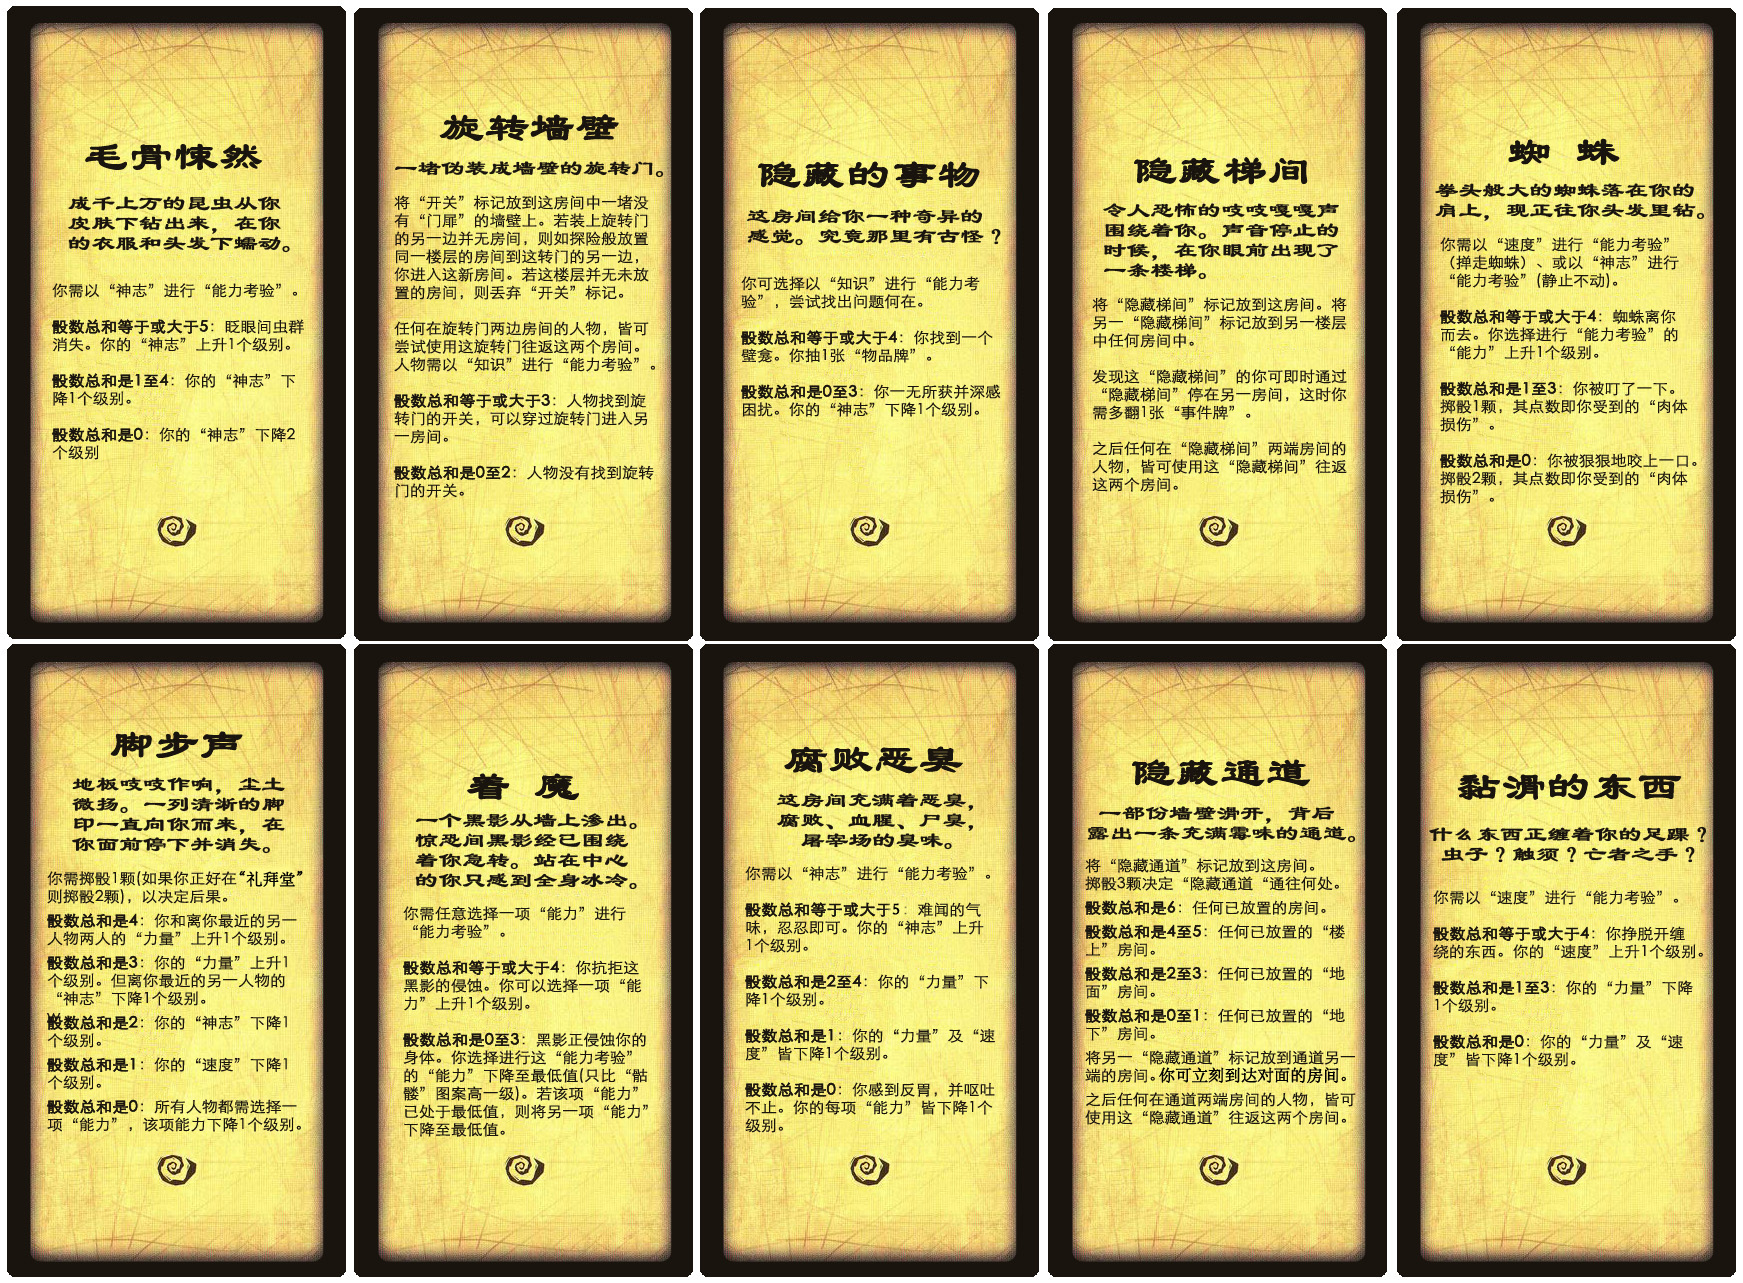 毛骨悚然
成千上万的昆虫从你
皮肤下钻出来，在你
的衣服和头发下蠕动。
你需以“神志”进行“能力考验”。
骰数总和等于或大于5：眨眼间虫群
消失。你的“神志”上升1个级别。
骰数总和是1至4：你的“神志”下
降1个级别。
骰数总和是0：你的“神志”下降2
个级别
旋转墙壁
一堵伪装成墙壁的旋转门。
将“开关”标记放到这房间中一堵没
有“门扉”的墙壁上。若装上旋转门
的另一边并无房间，则如探险般放置
同一楼层的房间到这转门的另一边，
你进入这新房间。若这楼层并无未放
置的房间，则丢弃“开关”标记。
任何在旋转门两边房间的人物，皆可
尝试使用这旋转门往返这两个房间。
人物需以“知识”进行“能力考验”。
骰数总和等于或大于3：人物找到旋
转门的开关，可以穿过旋转门进入另
一房间。
骰数总和是0至2：人物没有找到旋转
门的开关。
隐藏的事物
这房间给你一种奇异的
感觉。究竟那里有古怪？
你可选择以“知识”进行“能力考
验”，尝试找出问题何在。
骰数总和等于或大于4：你找到一个
壁龛。你抽1张“物品牌”。
骰数总和是0至3：你一无所获并深感
困扰。你的“神志”下降1个级别。
隐藏梯间
令人恐怖的吱吱嘎嘎声
围绕着你。声音停止的
时候，在你眼前出现了
一条楼梯。
将“隐藏梯间”标记放到这房间。将
另一“隐藏梯间”标记放到另一楼层
中任何房间中。
发现这“隐藏梯间”的你可即时通过
“隐藏梯间”停在另一房间，这时你
需多翻1张“事件牌”。
之后任何在“隐藏梯间”两端房间的
人物，皆可使用这“隐藏梯间”往返
这两个房间。
蜘 蛛
拳头般大的蜘蛛落在你的
肩上，现正往你头发里钻。
你需以“速度”进行“能力考验”
（掸走蜘蛛）、或以“神志”进行
“能力考验”(静止不动)。
骰数总和等于或大于4：蜘蛛离你
而去。你选择进行“能力考验”的
“能力”上升1个级别。
骰数总和是1至3：你被叮了一下。
掷骰1颗，其点数即你受到的“肉体
损伤”。
骰数总和是0：你被狠狠地咬上一口。
掷骰2颗，其点数即你受到的“肉体
损伤”。
脚步声
地板吱吱作响，尘土
微扬。一列清淅的脚
印一直向你而来，在
你面前停下并消失。
你需掷骰1颗(如果你正好在“礼拜堂”
则掷骰2颗)，以决定后果。
骰数总和是4：你和离你最近的另一
人物两人的“力量”上升1个级别。
骰数总和是3：你的“力量”上升1
个级别。但离你最近的另一人物的
“神志”下降1个级别。
骰数总和是2：你的“神志”下降1
个级别。
骰数总和是1：你的“速度”下降1
个级别。
骰数总和是0：所有人物都需选择一
项“能力”，该项能力下降1个级别。
着 魔
一个黑影从墙上渗出。
惊恐间黑影经已围绕
着你急转。站在中心
的你只感到全身冰冷。
你需任意选择一项“能力”进行
“能力考验”。
骰数总和等于或大于4：你抗拒这
黑影的侵蚀。你可以选择一项“能
力”上升1个级别。
骰数总和是0至3：黑影正侵蚀你的
身体。你选择进行这“能力考验”
的“能力”下降至最低值(只比“骷
髅”图案高一级)。若该项“能力”
已处于最低值，则将另一项“能力”
下降至最低值。
腐败恶臭
这房间充满着恶臭，
腐败、血腥、尸臭，
屠宰场的臭味。
你需以“神志”进行“能力考验”。
骰数总和等于或大于5：难闻的气
味，忍忍即可。你的“神志”上升
1个级别。
骰数总和是2至4：你的“力量”下
降1个级别。
骰数总和是1：你的“力量”及“速
度”皆下降1个级别。
骰数总和是0：你感到反胃，并呕吐
不止。你的每项“能力”皆下降1个
级别。
隐藏通道
一部份墙壁滑开，背后
露出一条充满霉味的通道。
将“隐藏通道”标记放到这房间。
掷骰3颗决定“隐藏通道“通往何处。
骰数总和是6：任何已放置的房间。
骰数总和是4至5：任何已放置的“楼
上”房间。
骰数总和是2至3：任何已放置的“地
面”房间。
骰数总和是0至1：任何已放置的“地
下”房间。
将另一“隐藏通道”标记放到通道另一
端的房间。你可立刻到达对面的房间。
之后任何在通道两端房间的人物，皆可
使用这“隐藏通道”往返这两个房间。
黏滑的东西
什么东西正缠着你的足踝？
虫子？触须？亡者之手？
你需以“速度”进行“能力考验”。
骰数总和等于或大于4：你挣脱开缠
绕的东西。你的“速度”上升1个级别。
骰数总和是1至3：你的“力量”下降
1个级别。
骰数总和是0：你的“力量”及“速
度”皆下降1个级别。